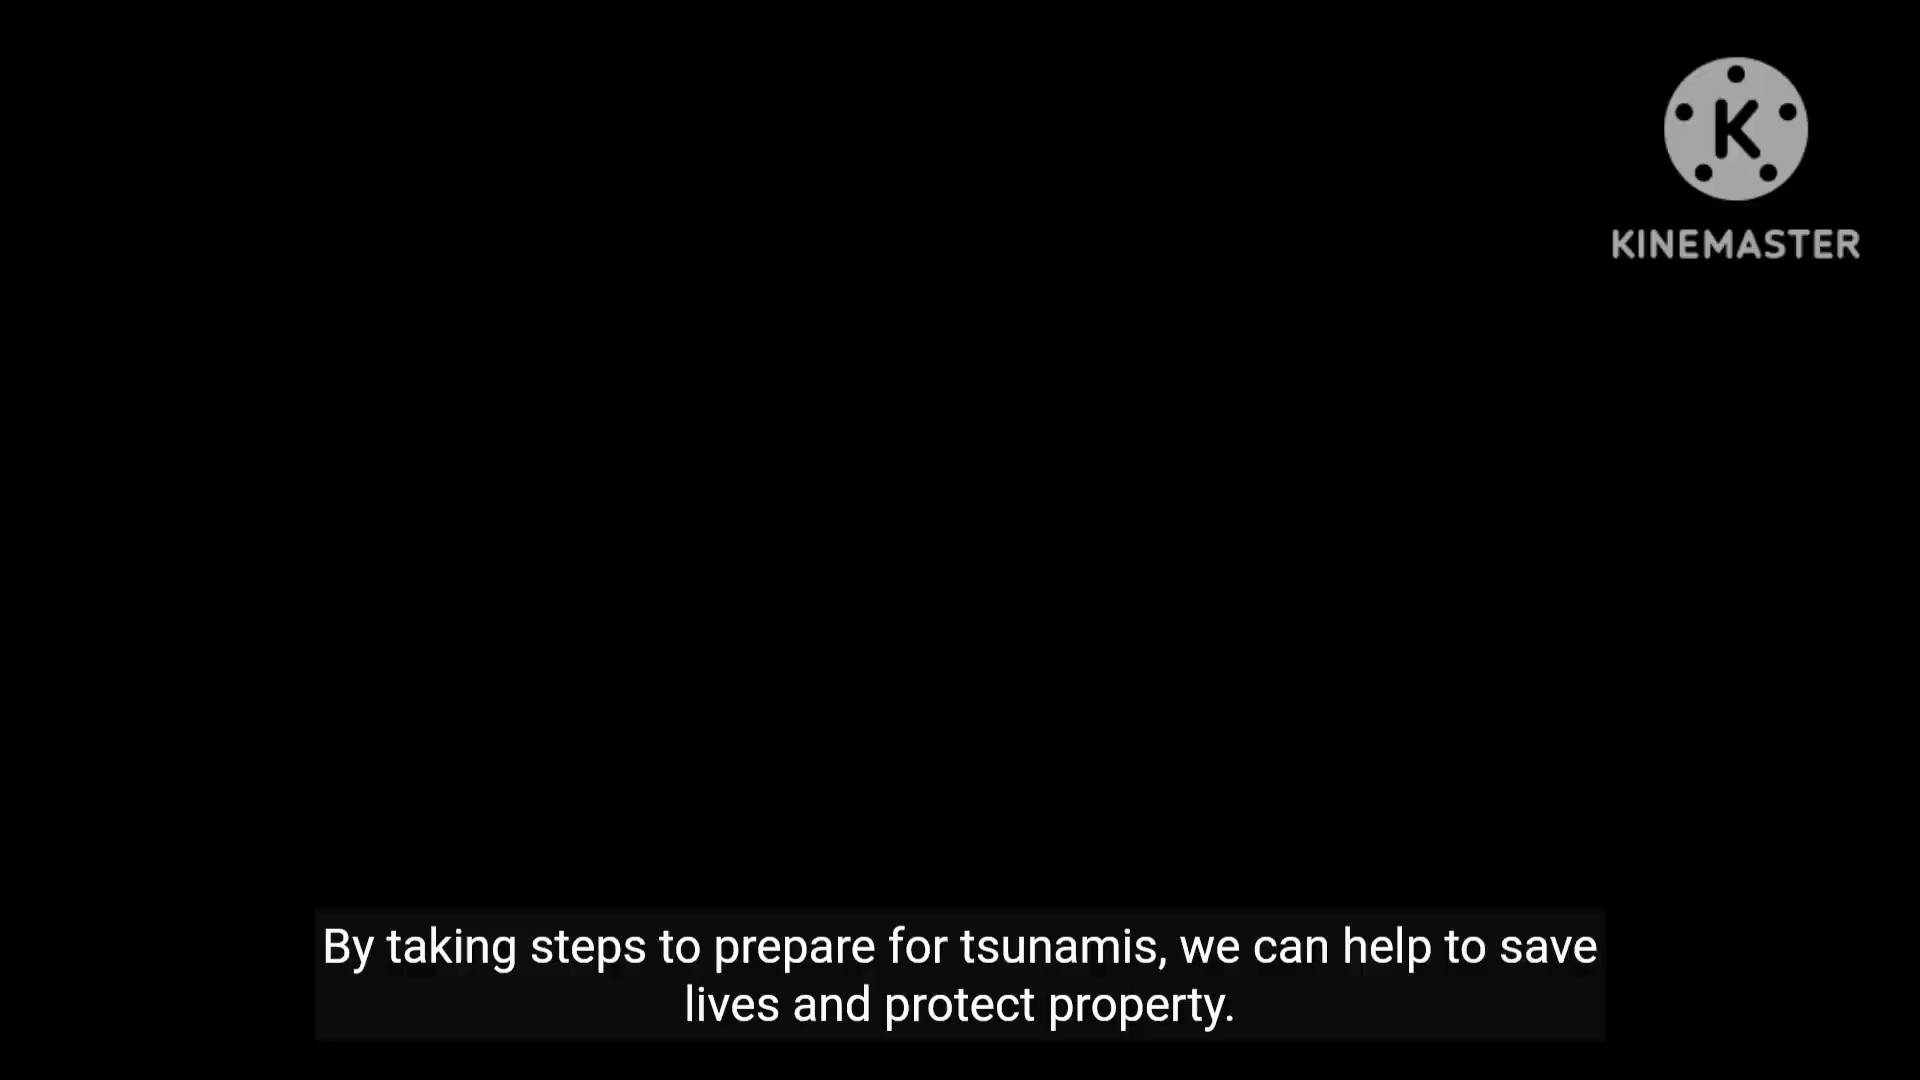 K
KINEMASTER
By taking steps to prepare for tsunamis, we can help to save
lives and protect property.